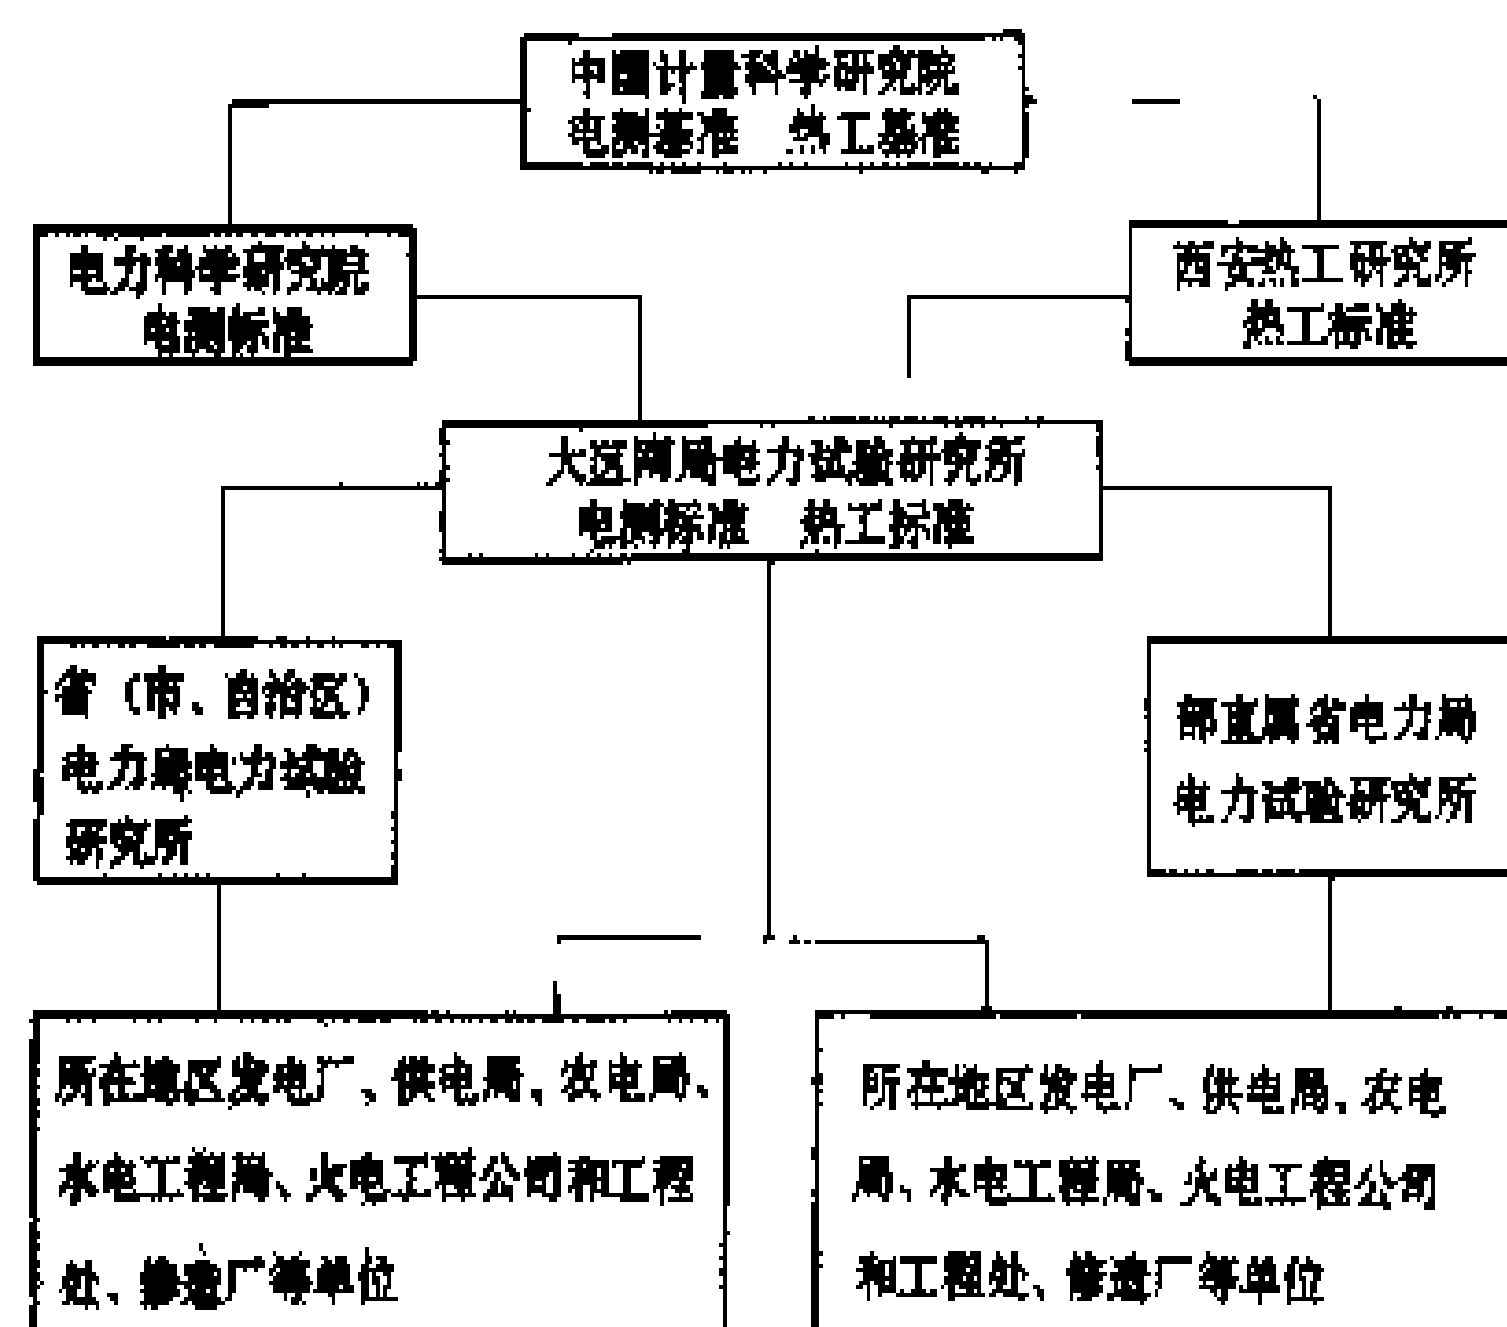 中国计量科学研究院
电测基准 热工基准
电力科学研究院
电测标准
西安热工研究所
热工标准
大区网局电力试验研究所
电测标准 热工标准
省（市、自治区）
电力局电力试验
研究所
部直属省电力局
电力试验研究所
所在地区发电厂、供电局，农电局、
水电工程局、火电工程公司和工程
处、修造厂等单位
所在地区发电厂、供电局，农电
局、水电工程局、火电工程公司
和工程处、修造厂等单位